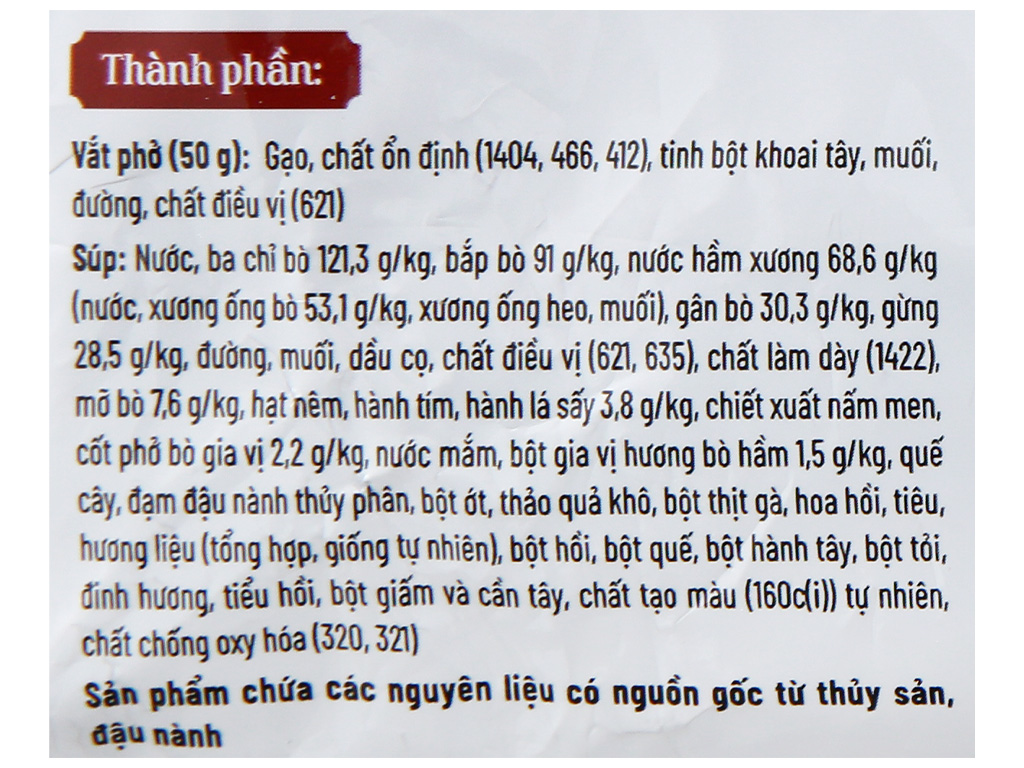 Thành phần:
Vắt phở (50 g): Gạo, chất ổn định (1404, 466, 412), tinh bột khoai tây, muối,
đường, chất điều vị (621)
Súp: Nước, ba chỉ bò 121,3 g/kg, bắp bò 91 g/kg, nước hầm xương 68,6 g/kg
(nước, xương ống bò 53,1 g/kg, xương ống heo, muối), gân bò 30,3 g/kg, gừng
28,5 g/kg, đường, muối, dầu cọ, chất điều vị (621, 635), chất làm dày (1422),
mỡ bò 7,6 g/kg, hạt nêm, hành tím, hành lá sấy 3,8 g/kg, chiết xuất nấm men,
cốt phở bò gia vị 2,2 g/kg, nước mắm, bột gia vị hương bò hầm 1,5 g/kg, quế
cây, đạm đậu nành thủy phân, bột ớt, thảo quả khô, bột thịt gà, hoa hồi, tiêu,
hương liệu (tổng hợp, giống tự nhiên), bột hồi, bột quế, bột hành tây, bột tỏi,
đinh hương, tiểu hồi, bột giấm và cần tây, chất tạo màu (160c(i)) tự nhiên,
chất chống oxy hóa (320, 321)
Sản phẩm chứa các nguyên liệu có nguồn gốc từ thủy sản,
đậu nành